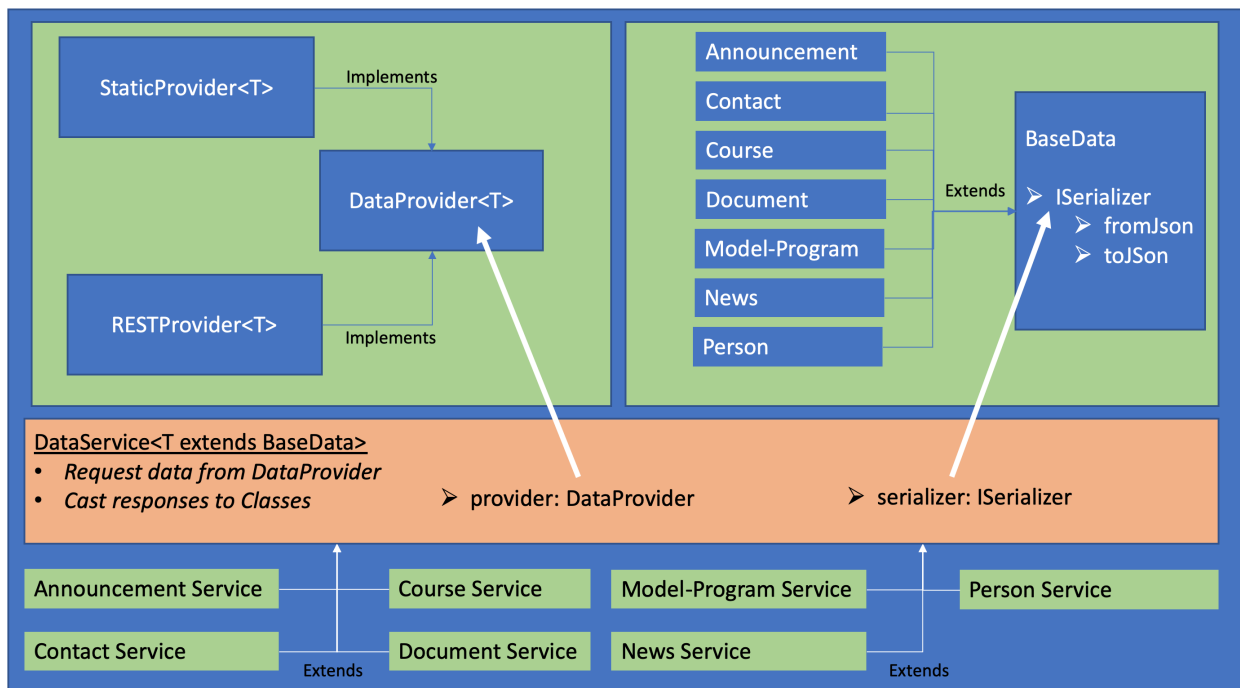 StaticProvider<T>
Implements
DataProvider<T>
RESTProvider<T>
Implements
Announcement
Contact
Course
Document
Model-Program
News
Person
Extends
BaseData
➢ ISerializer
➢ fromJson
➢ toJSon
DataService<T extends BaseData>
• Request data from DataProvider
• Cast responses to Classes
➢ provider: DataProvider
➢ serializer: ISerializer
Announcement Service
Course Service
Model-Program Service
Person Service
Contact Service
Extends
Document Service
News Service
Extends